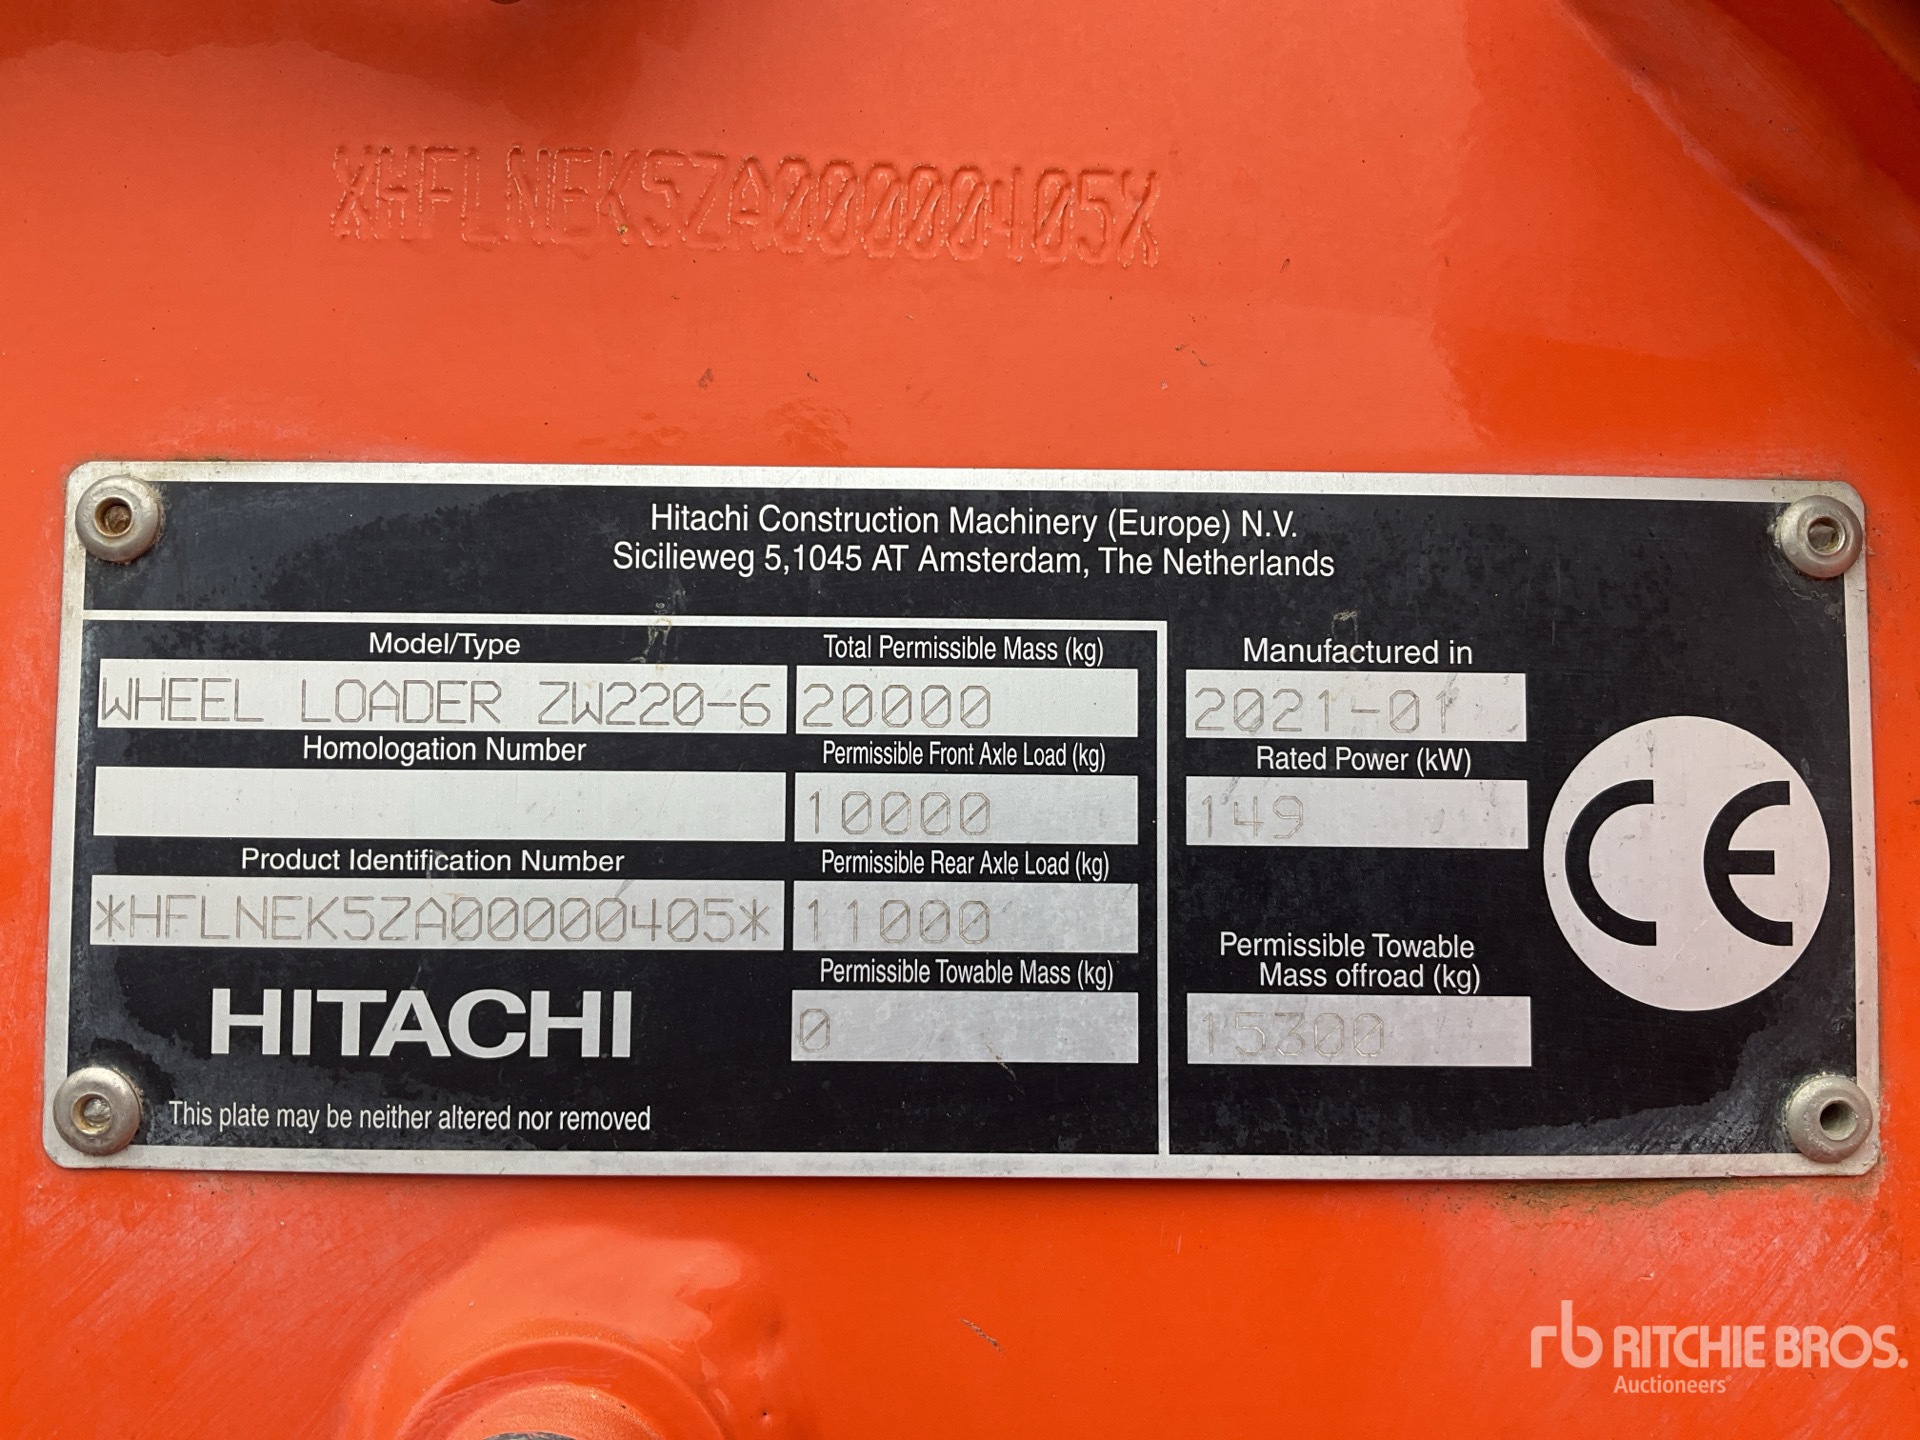 *HFLNEK5ZA00000405*
Hitachi Construction Machinery (Europe) N.V.
Sicilieweg 5,1045 AT Amsterdam, The Netherlands
Model/Type
WHEEL LOADER ZW220-6
Homologation Number
Product Identification Number
*HFLNEK5ZA00000405*
HITACHI
This plate may be neither altered nor removed
Total Permissible Mass (kg)
20000
Permissible Front Axle Load (kg)
10000
Permissible Rear Axle Load (kg)
11000
Permissible Towable Mass (kg)
0
Manufactured in
2021-01
Rated Power (kW)
149
Permissible Towable
Mass offroad (kg)
15300
CE
rb RITCHIE BROS.
Auctioneers